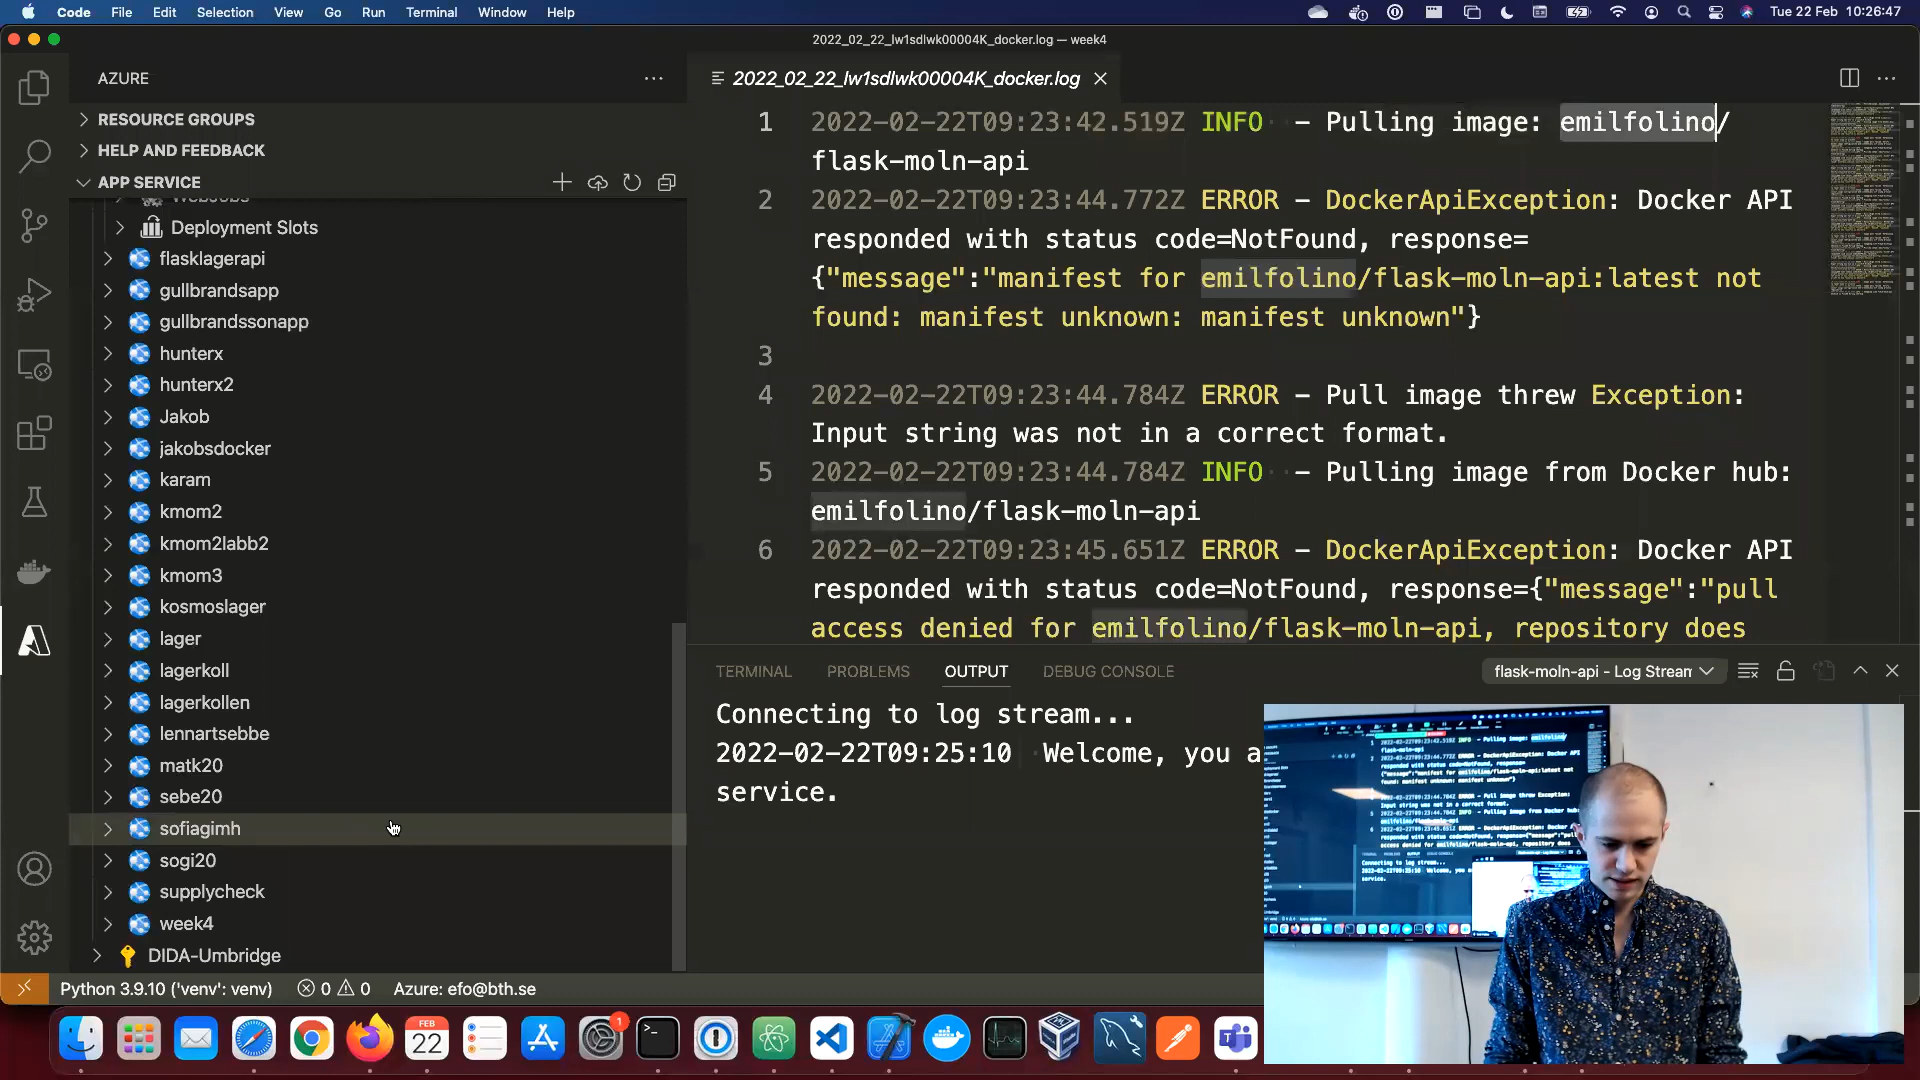 Code File Edit Selection View Go Run Terminal Window Help Tue 22 Feb 10:26:47
2022_02_22_lw1sdlwk00004K_docker.log — week4
AZURE
RESOURCE GROUPS
HELP AND FEEDBACK
APP SERVICE
WebJobs
Deployment Slots
flasklagerapi
gullbrandsapp
gullbrandssonapp
hunterx
hunterx2
Jakob
jakobsdocker
karam
kmom2
kmom2labb2
kmom3
kosmoslager
lager
lagerkoll
lagerkollen
lennartsebbe
matk20
sebe20
sofiagimh
sogi20
supplycheck
week4
DIDA-Umbridge
2022_02_22_lw1sdlwk00004K_docker.log
1 2022-02-22T09:23:42.519Z INFO - Pulling image: emilfolino/
flask-moln-api
2 2022-02-22T09:23:44.772Z ERROR - DockerApiException: Docker API
responded with status code=NotFound, response=
{"message":"manifest for emilfolino/flask-moln-api:latest not
found: manifest unknown: manifest unknown"}
3
4 2022-02-22T09:23:44.784Z ERROR - Pull image threw Exception:
Input string was not in a correct format.
5 2022-02-22T09:23:44.784Z INFO - Pulling image from Docker hub:
emilfolino/flask-moln-api
6 2022-02-22T09:23:45.651Z ERROR - DockerApiException: Docker API
responded with status code=NotFound, response={"message":"pull
access denied for emilfolino/flask-moln-api, repository does
TERMINAL PROBLEMS OUTPUT DEBUG CONSOLE flask-moln-api - Log Stream
Connecting to log stream...
2022-02-22T09:25:10 Welcome, you a
service.
Python 3.9.10 ('venv': venv) 0 0 Azure: efo@bth.se
FEB
22
1